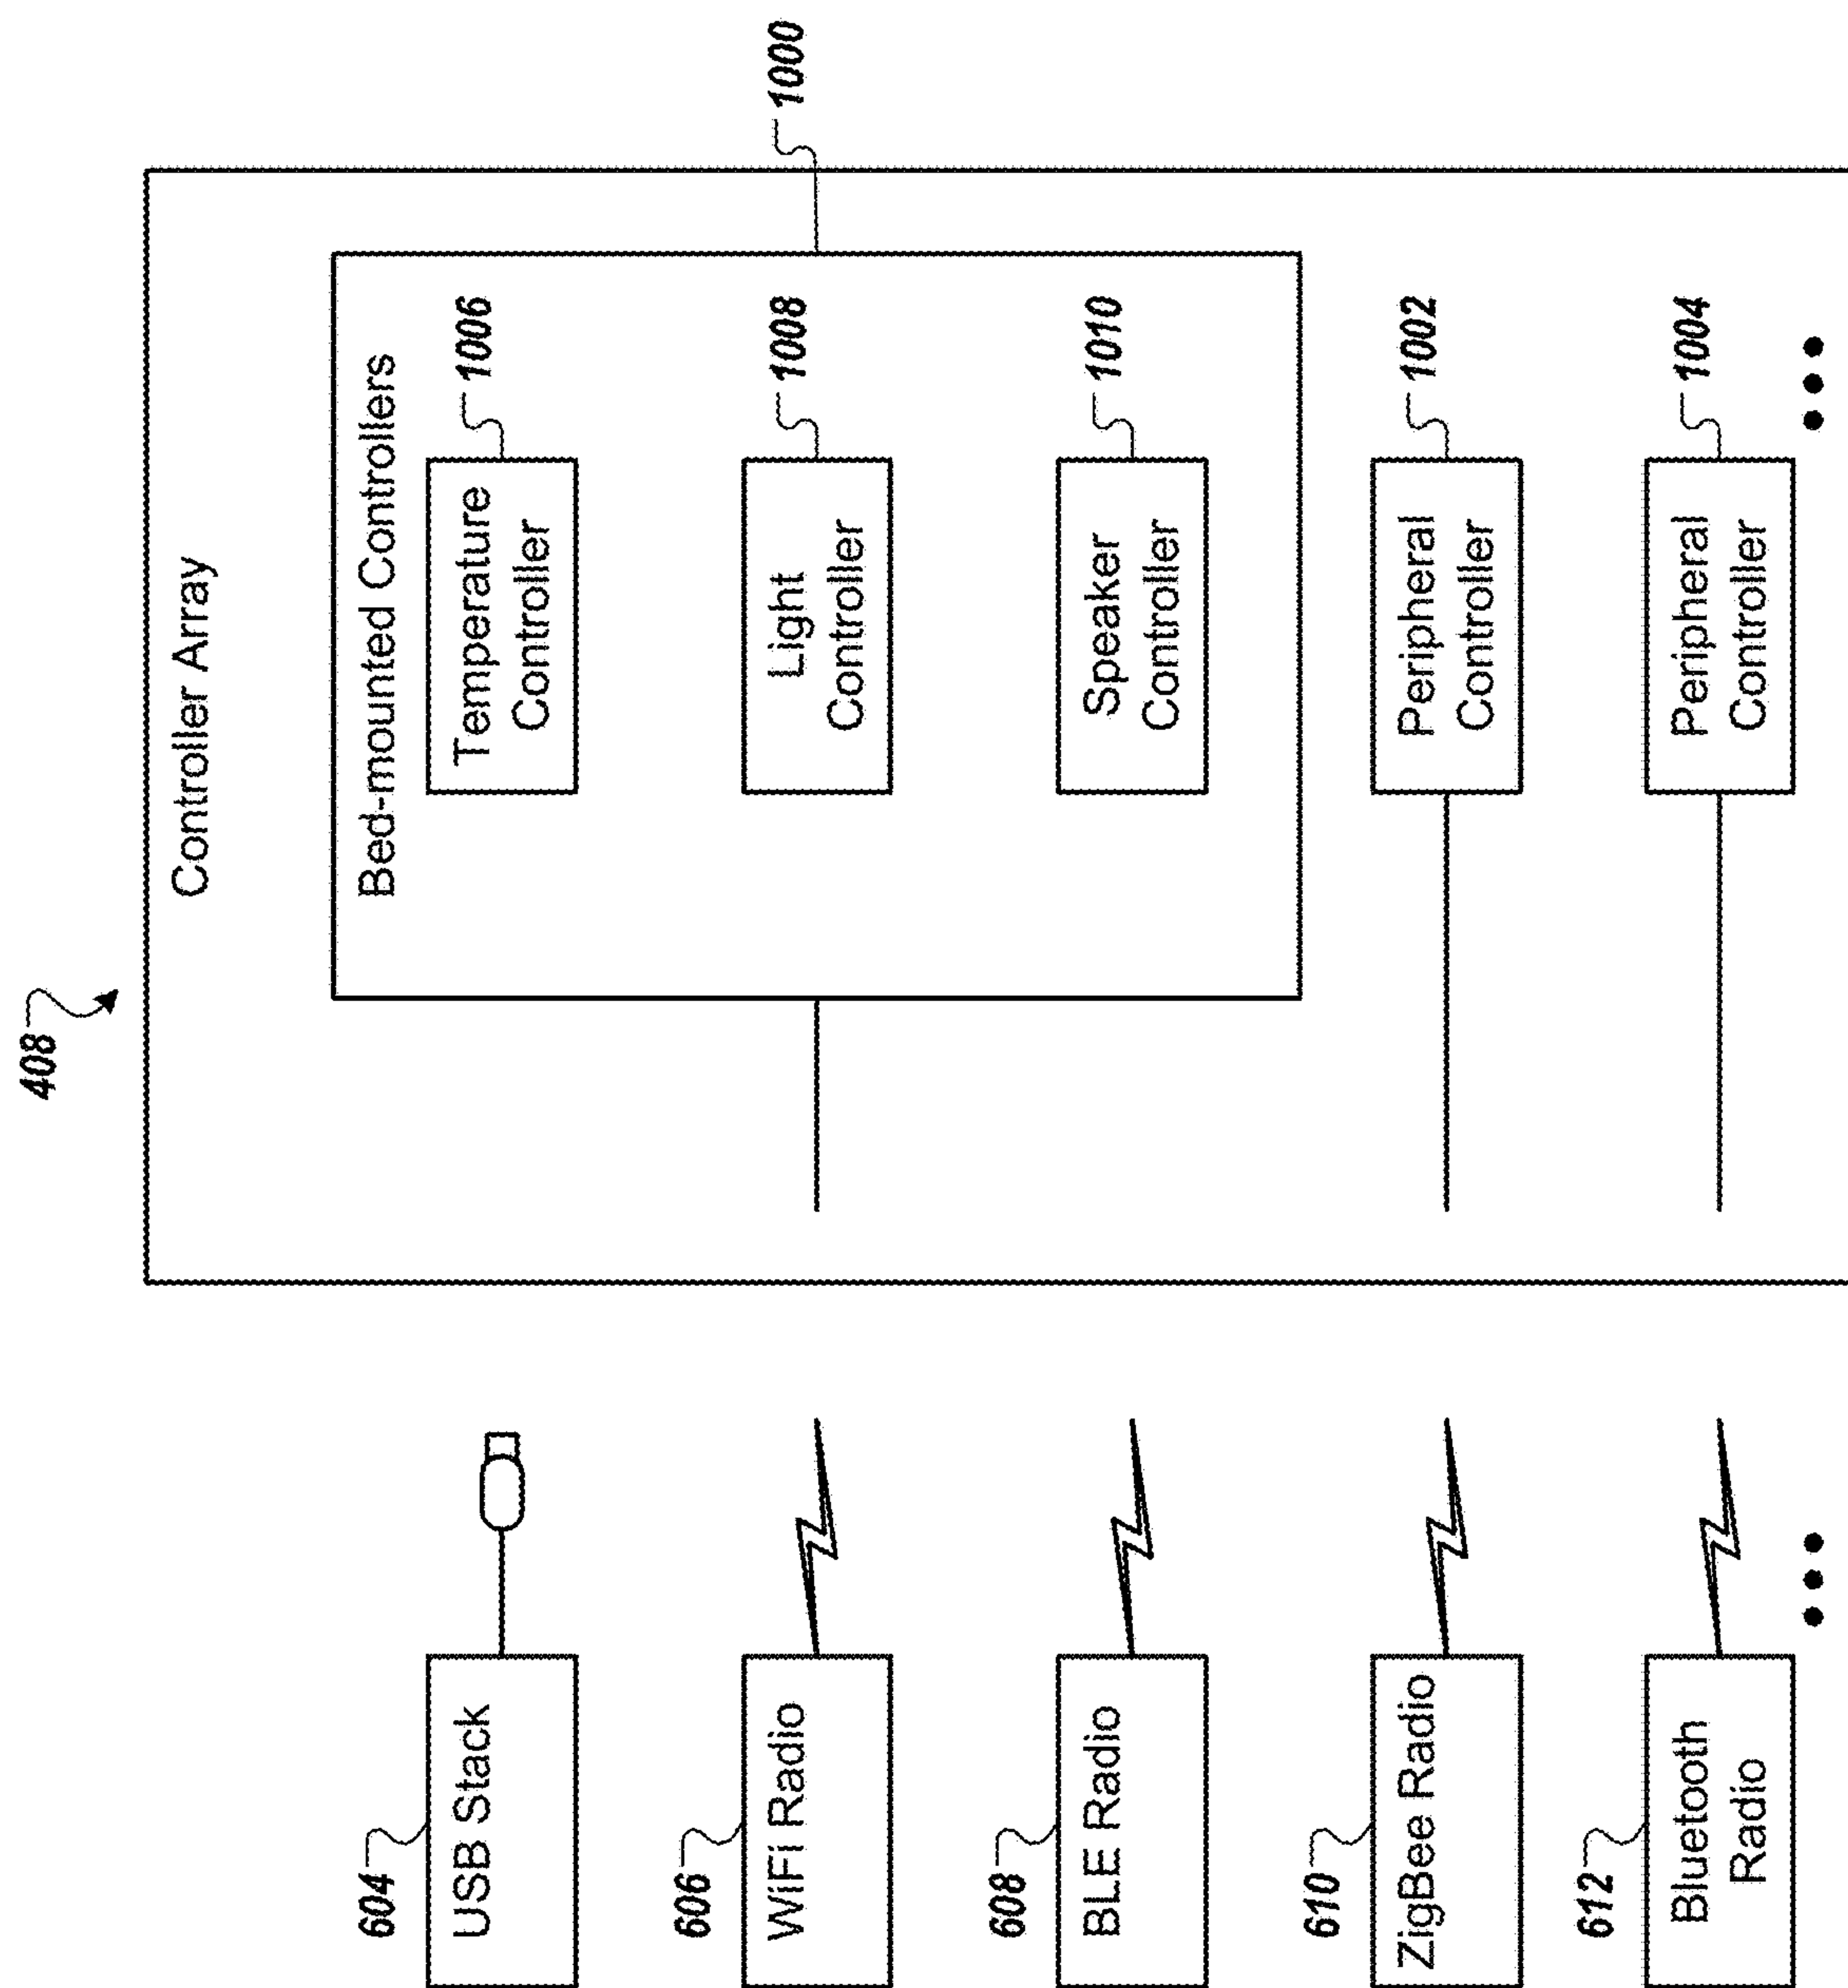 408
Controller Array
Bed-mounted Controllers
1000
604
USB Stack
Temperature
Controller
1006
606
WiFi Radio
Light
Controller
1008
608
BLE Radio
Speaker
Controller
1010
610
ZigBee Radio
Peripheral
Controller
1002
612
Bluetooth
Radio
Peripheral
Controller
1004